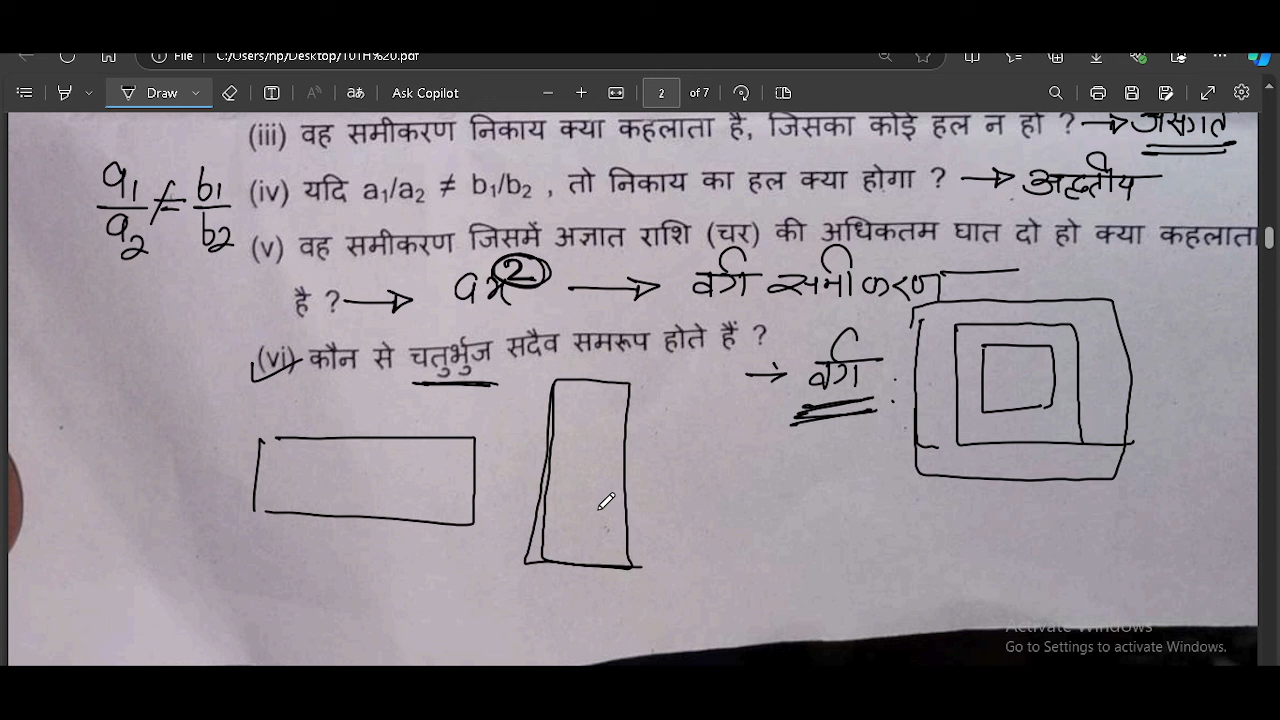 File C:/Users/np/Desktop/10TH%20.pdf
Draw aあ Ask Copilot 2 of 7
(iii) वह समीकरण निकाय क्या कहलाता है, जिसका कोई हल न हो ? → असंगत
a1/a2 ≠ b1/b2 (iv) यदि a₁/a₂ ≠ b₁/b₂ , तो निकाय का हल क्या होगा ? → अद्वितीय
(v) वह समीकरण जिसमें अज्ञात राशि (चर) की अधिकतम घात दो हो क्या कहलाता
है ? → ax² → वर्ग समीकरण
(vi) कौन से चतुर्भुज सदैव समरूप होते हैं ?
→ वर्ग
Activate Windows
Go to Settings to activate Windows.